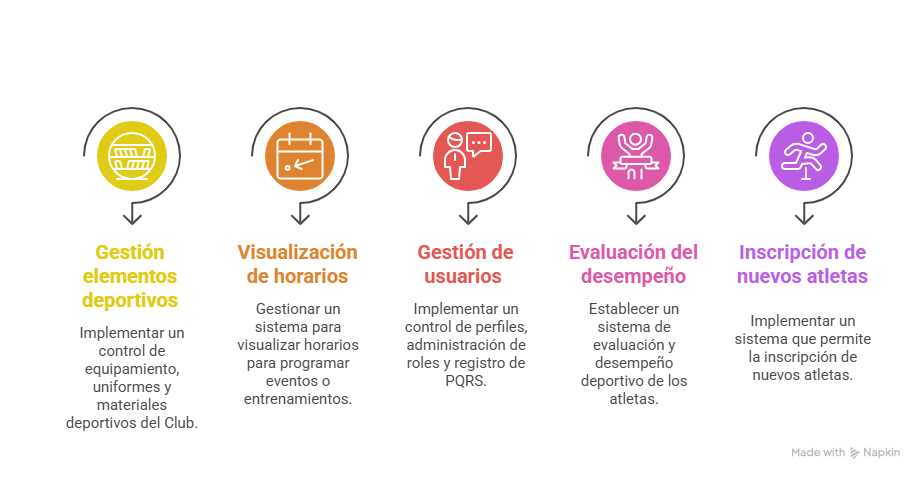 Gestión
elementos
deportivos
Implementar un
control de
equipamiento,
uniformes y
materiales
deportivos del Club.
Visualización
de horarios
Gestionar un
sistema para
visualizar horarios
para programar
eventos o
entrenamientos.
Gestión de
usuarios
Implementar un
control de perfiles,
administración de
roles y registro de
PQRS.
Evaluación del
desempeño
Establecer un
sistema de
evaluación y
desempeño
deportivo de los
atletas.
Inscripción de
nuevos atletas
Implementar un
sistema que permite
la inscripción de
nuevos atletas.
Made with Napkin